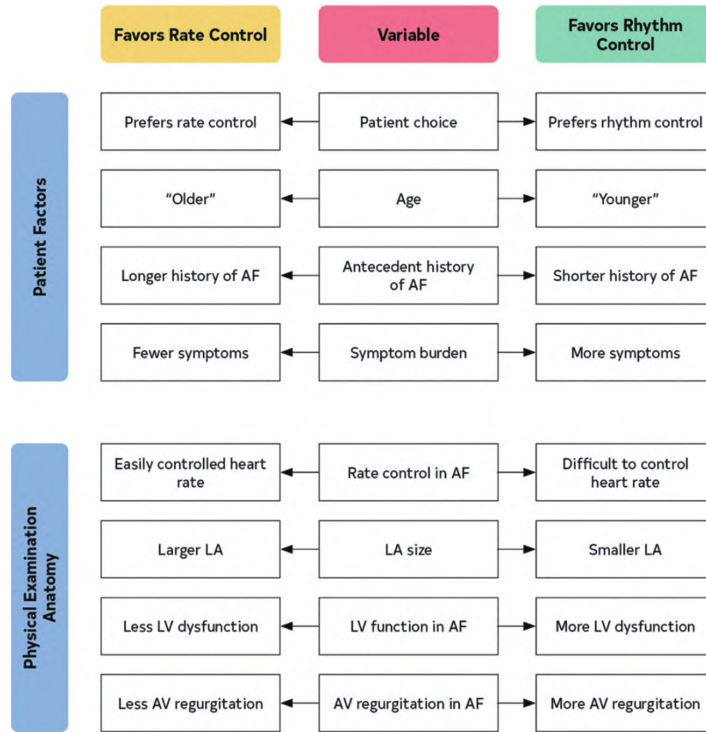 Favors Rate Control
Variable
Favors Rhythm
Control
Patient Factors
Prefers rate control
Patient choice
Prefers rhythm control
“Older”
Age
“Younger”
Longer history of AF
Antecedent history
of AF
Shorter history of AF
Fewer symptoms
Symptom burden
More symptoms
Physical Examination
Anatomy
Easily controlled heart
rate
Rate control in AF
Difficult to control
heart rate
Larger LA
LA size
Smaller LA
Less LV dysfunction
LV function in AF
More LV dysfunction
Less AV regurgitation
AV regurgitation in AF
More AV regurgitation